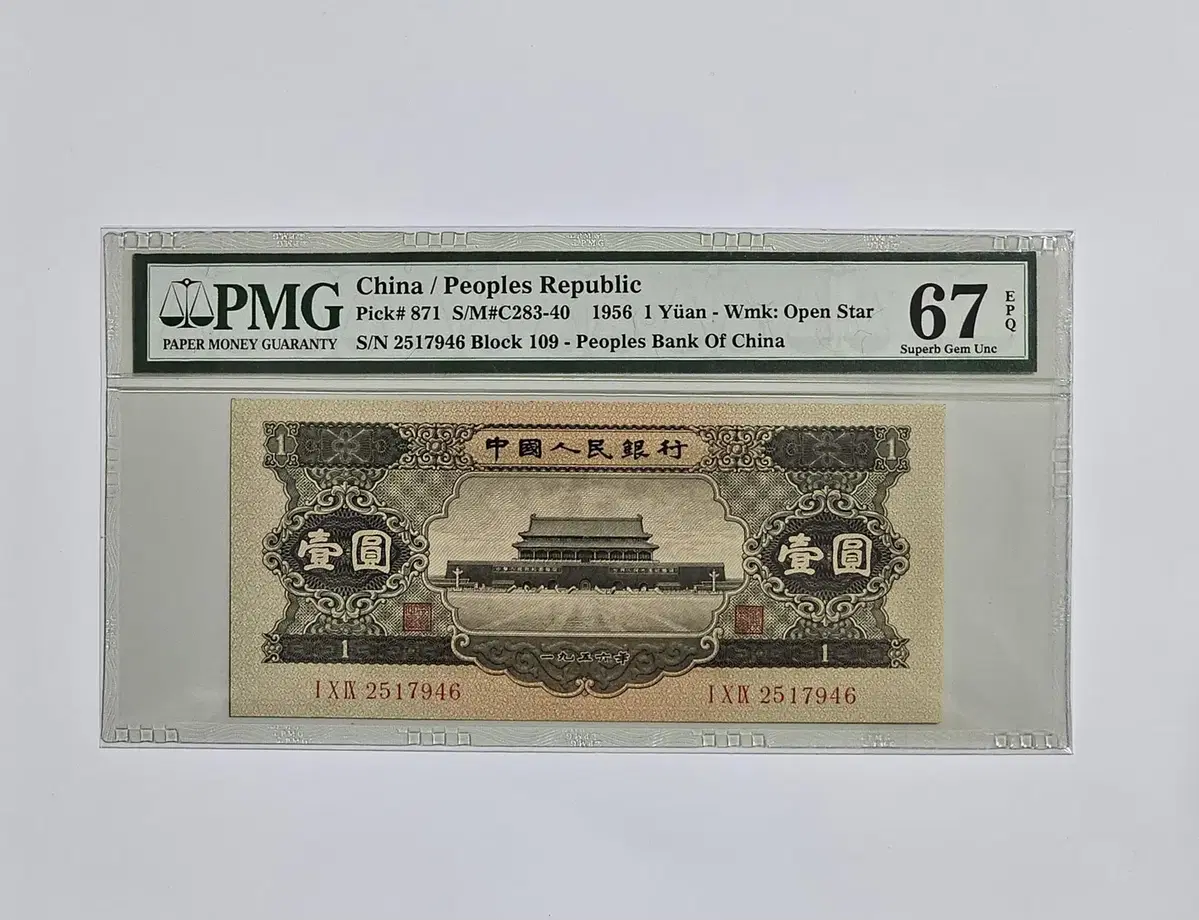 PMG
PAPER MONEY GUARANTY
China / Peoples Republic
Pick# 871 S/M#C283-40 1956 1 Yüan - Wmk: Open Star
S/N 2517946 Block 109 - Peoples Bank Of China
67
EPQ
Superb Gem Unc
1
中國人民銀行
1
壹圓
壹圓
1
一九五六年
1
I X IX 2517946
I X IX 2517946